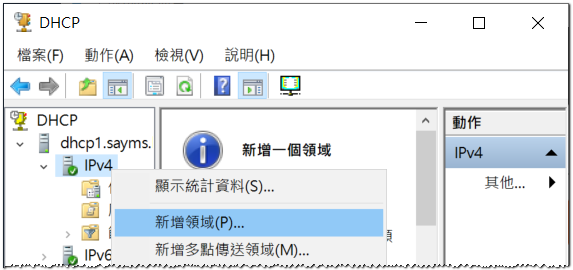 DHCP
檔案(F) 動作(A) 檢視(V) 說明(H)
DHCP
dhcp1.sayms.
IPv4
IPv6
新增一個領域
顯示統計資料(S)...
新增領域(P)...
新增多點傳送領域(M)...
動作
IPv4
其他...